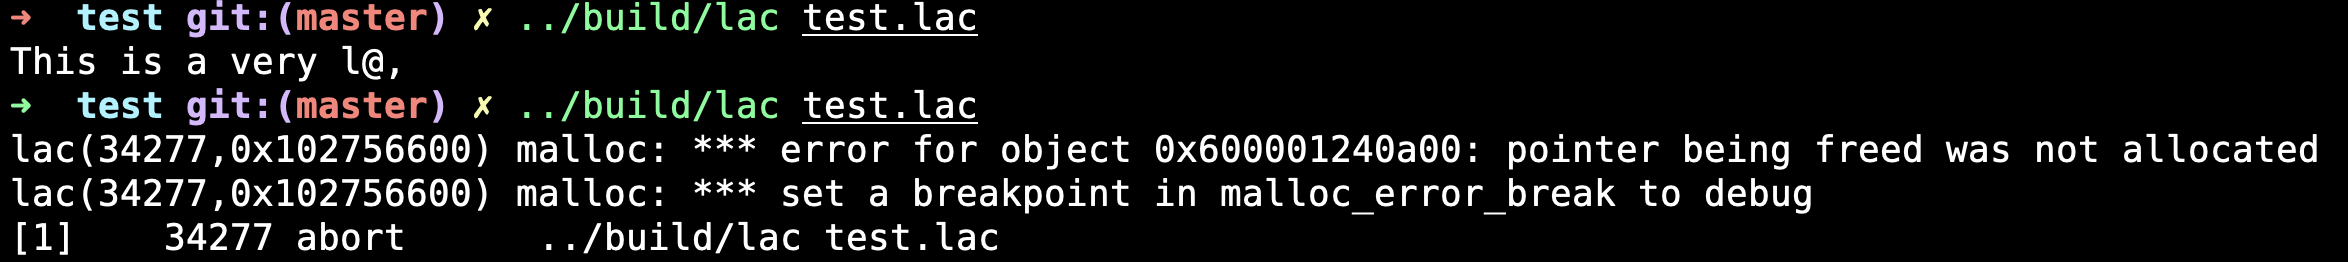 ➜  test git:(master) ✗ ../build/lac test.lac
This is a very l@,
➜  test git:(master) ✗ ../build/lac test.lac
lac(34277,0x102756600) malloc: *** error for object 0x600001240a00: pointer being freed was not allocated
lac(34277,0x102756600) malloc: *** set a breakpoint in malloc_error_break to debug
[1]    34277 abort      ../build/lac test.lac